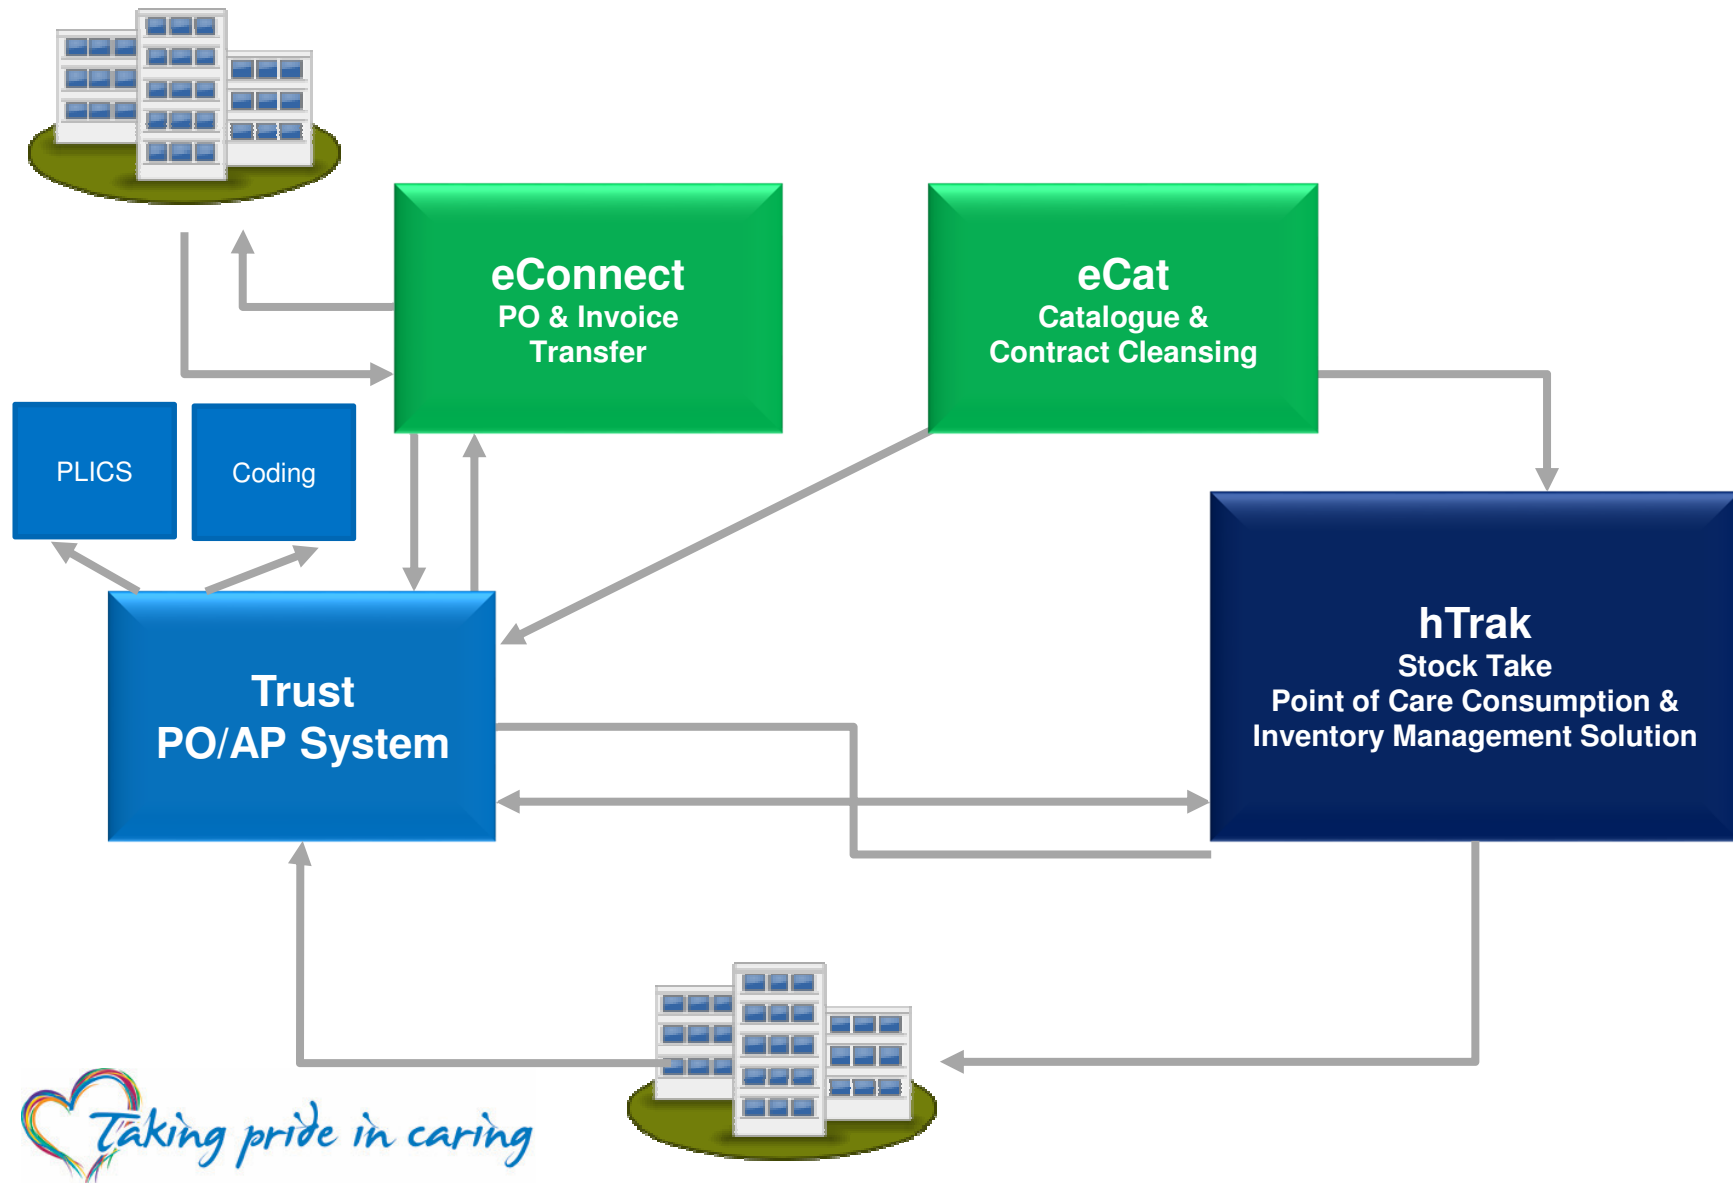 eConnect
PO & Invoice
Transfer
eCat
Catalogue &
Contract Cleansing
PLICS
Coding
Trust
PO/AP System
hTrak
Stock Take
Point of Care Consumption &
Inventory Management Solution
Taking pride in caring